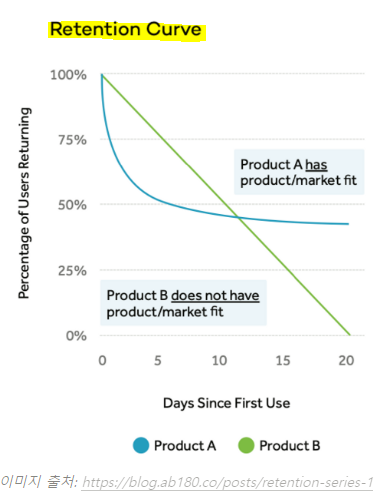 Retention Curve
100%
75%
50%
25%
0%
Percentage of Users Returning
Product A has
product/market fit
Product B does not have
product/market fit
0 5 10 15 20
Days Since First Use
Product A Product B
이미지 출처: https://blog.ab180.co/posts/retention-series-1